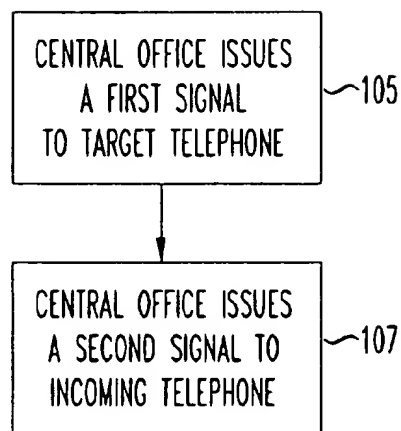 CENTRAL OFFICE ISSUES
A FIRST SIGNAL
TO TARGET TELEPHONE
105
CENTRAL OFFICE ISSUES
A SECOND SIGNAL TO
INCOMING TELEPHONE
107